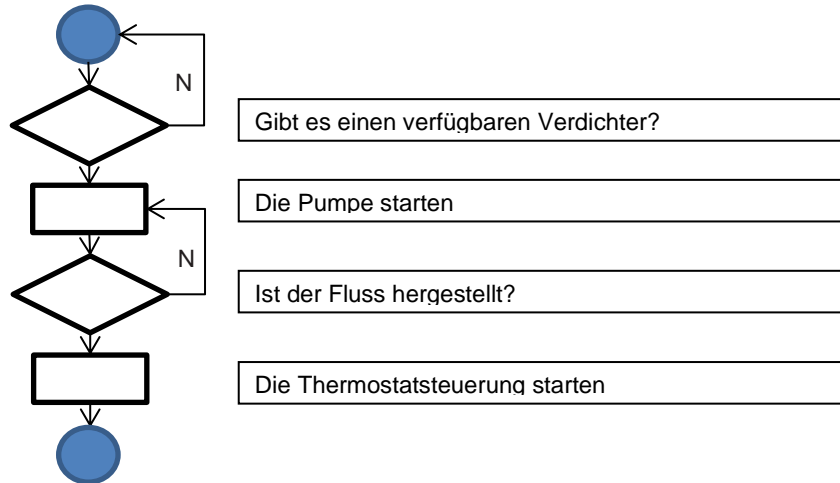 N
Gibt es einen verfügbaren Verdichter?
Die Pumpe starten
N
Ist der Fluss hergestellt?
Die Thermostatsteuerung starten